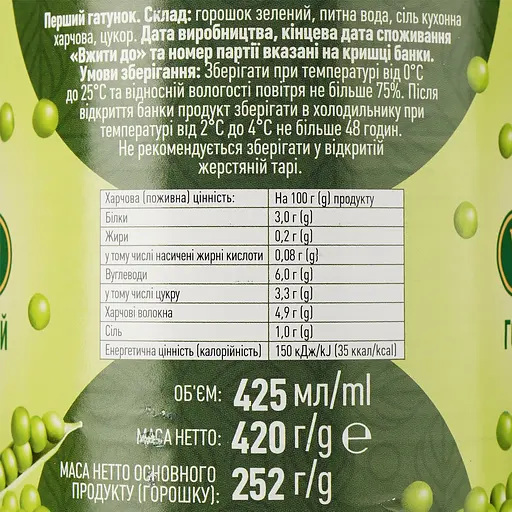 Перший ґатунок. Склад: горошок зелений, питна вода, сіль кухонна
харчова, цукор. Дата виробництва, кінцева дата споживання
«Вжити до» та номер партії вказані на кришці банки.
Умови зберігання: Зберігати при температурі від 0°С
до 25°С та відносній вологості повітря не більше 75%. Після
відкриття банки продукт зберігати в холодильнику при
температурі від 2°С до 4°С не більше 48 годин.
Не рекомендується зберігати у відкритій
жерстяній тарі.
Харчова (поживна) цінність: На 100 г (g) продукту
Білки 3,0 г (g)
Жири 0,2 г (g)
у тому числі насичені жирні кислоти 0,08 г (g)
Вуглеводи 6,0 г (g)
у тому числі цукру 3,3 г (g)
Харчові волокна 4,9 г (g)
Сіль 1,0 г (g)
Енергетична цінність (калорійність) 150 кДж/kJ (35 ккал/kcal)
ОБ'ЄМ: 425 мл/ml
МАСА НЕТТО: 420 г/g ℮
МАСА НЕТТО ОСНОВНОГО
ПРОДУКТУ (ГОРОШКУ): 252 г/g